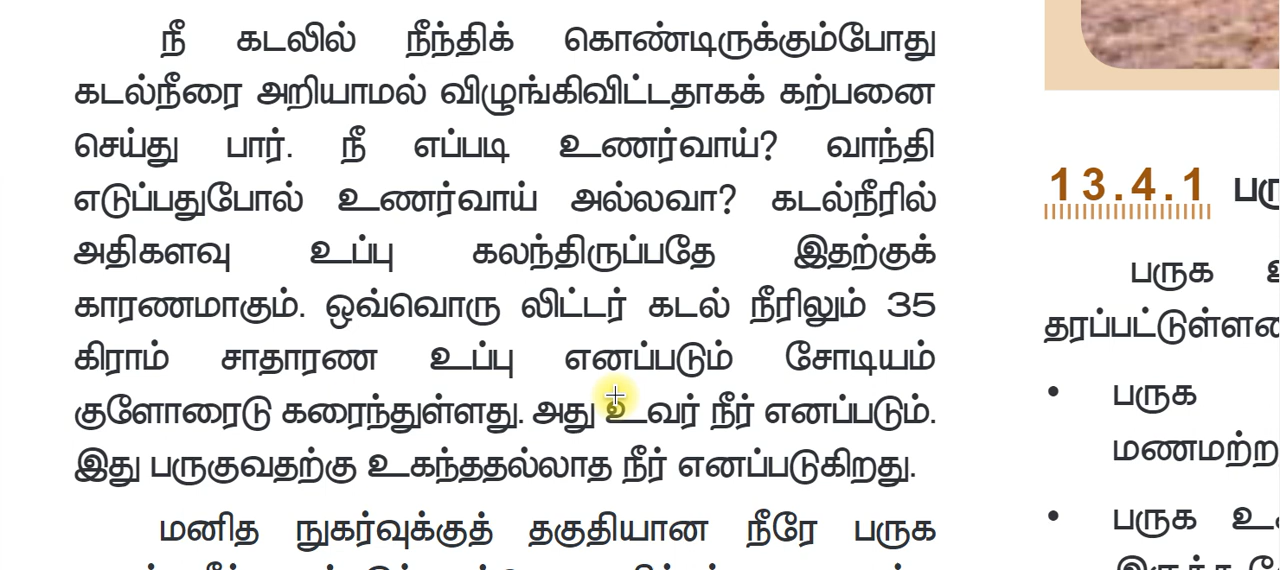 நீ கடலில் நீந்திக் கொண்டிருக்கும்போது
கடல்நீரை அறியாமல் விழுங்கிவிட்டதாகக் கற்பனை
செய்து பார். நீ எப்படி உணர்வாய்? வாந்தி
எடுப்பதுபோல் உணர்வாய் அல்லவா? கடல்நீரில்
அதிகளவு உப்பு கலந்திருப்பதே இதற்குக்
காரணமாகும். ஒவ்வொரு லிட்டர் கடல் நீரிலும் 35
கிராம் சாதாரண உப்பு எனப்படும் சோடியம்
குளோரைடு கரைந்துள்ளது. அது உவர் நீர் எனப்படும்.
இது பருகுவதற்கு உகந்ததல்லாத நீர் எனப்படுகிறது.
மனித நுகர்வுக்குத் தகுதியான நீரே பருக
13.4.1
பருக
• பருக
மணமற்ற
• பருக